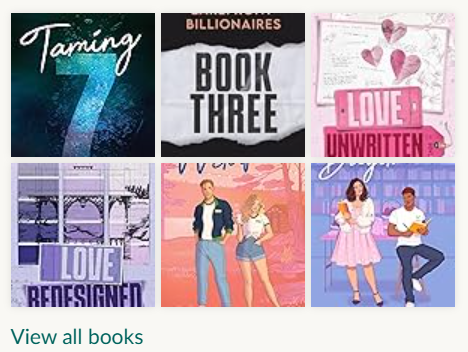 Taming
7
BILLIONAIRES
BOOK
THREE
LOVE
UNWRITTEN
LOVE
REDESIGNED
View all books